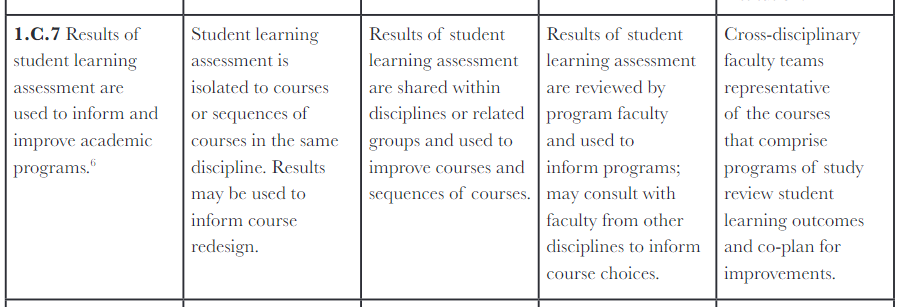 1.C.7 Results of
student learning
assessment are
used to inform and
improve academic
programs.6
Student learning
assessment is
isolated to courses
or sequences of
courses in the same
discipline. Results
may be used to
inform course
redesign.
Results of student
learning assessment
are shared within
disciplines or related
groups and used to
improve courses and
sequences of courses.
Results of student
learning assessment
are reviewed by
program faculty
and used to
inform programs;
may consult with
faculty from other
disciplines to inform
course choices.
Cross-disciplinary
faculty teams
representative
of the courses
that comprise
programs of study
review student
learning outcomes
and co-plan for
improvements.